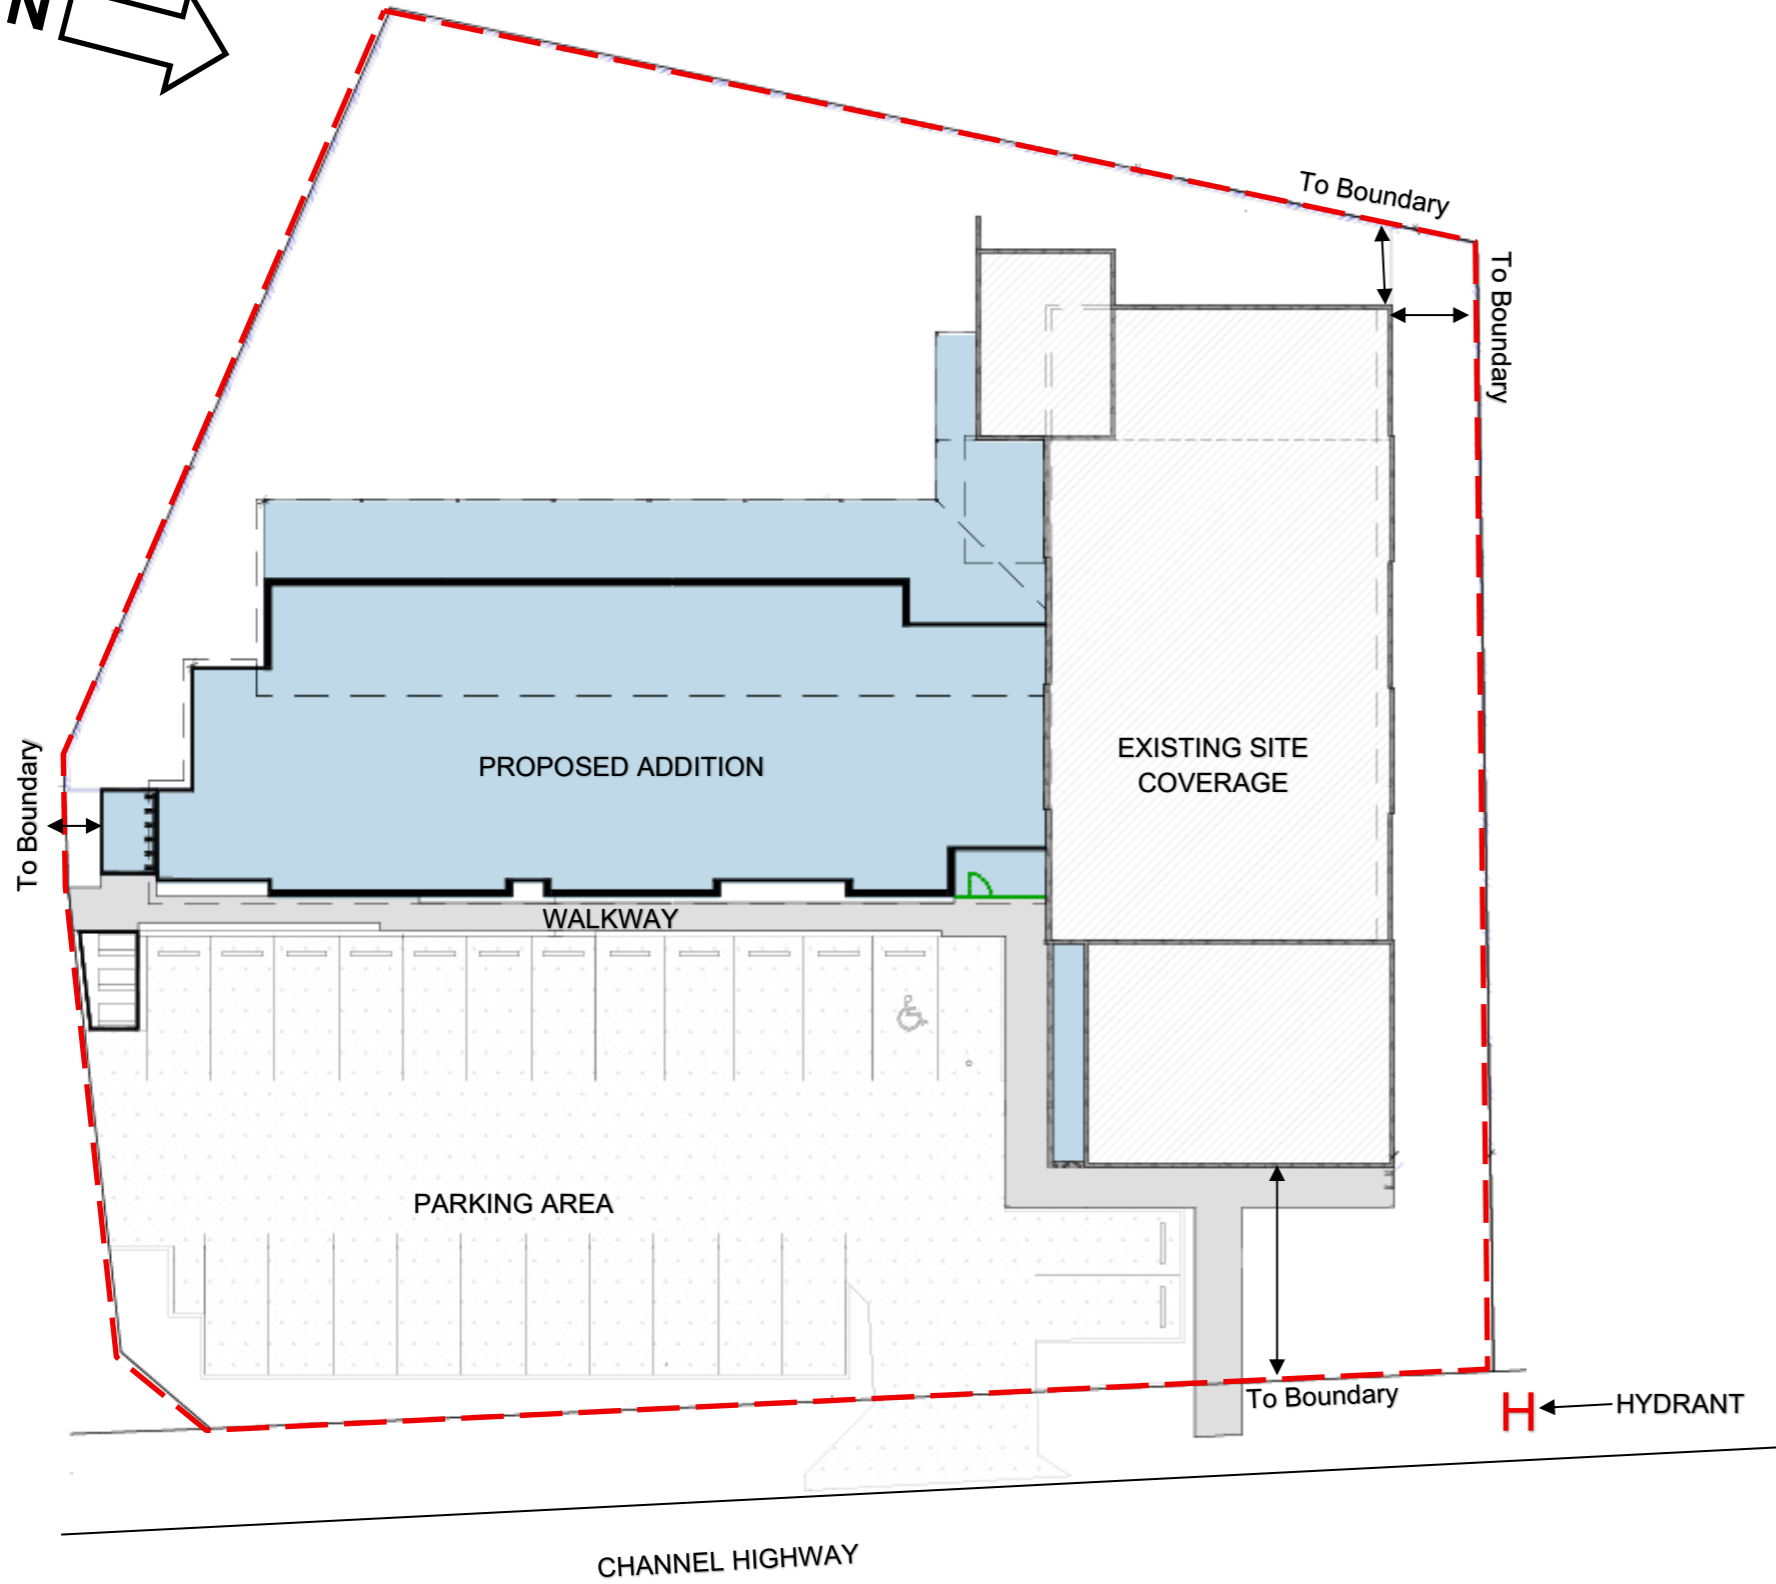 N
To Boundary
To Boundary
EXISTING SITE
COVERAGE
PROPOSED ADDITION
To Boundary
WALKWAY
PARKING AREA
To Boundary
H
HYDRANT
CHANNEL HIGHWAY